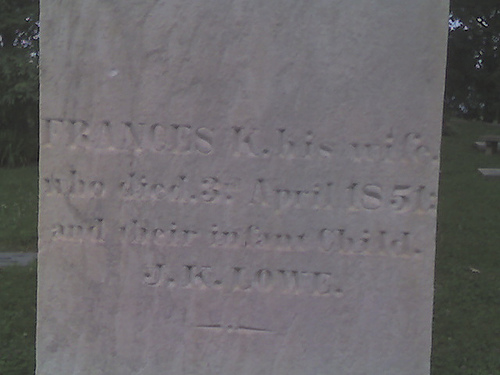 FRANCES K. his wife.
who died. 3rd April 1851:
and their infant Child.
J. K. LOWE.